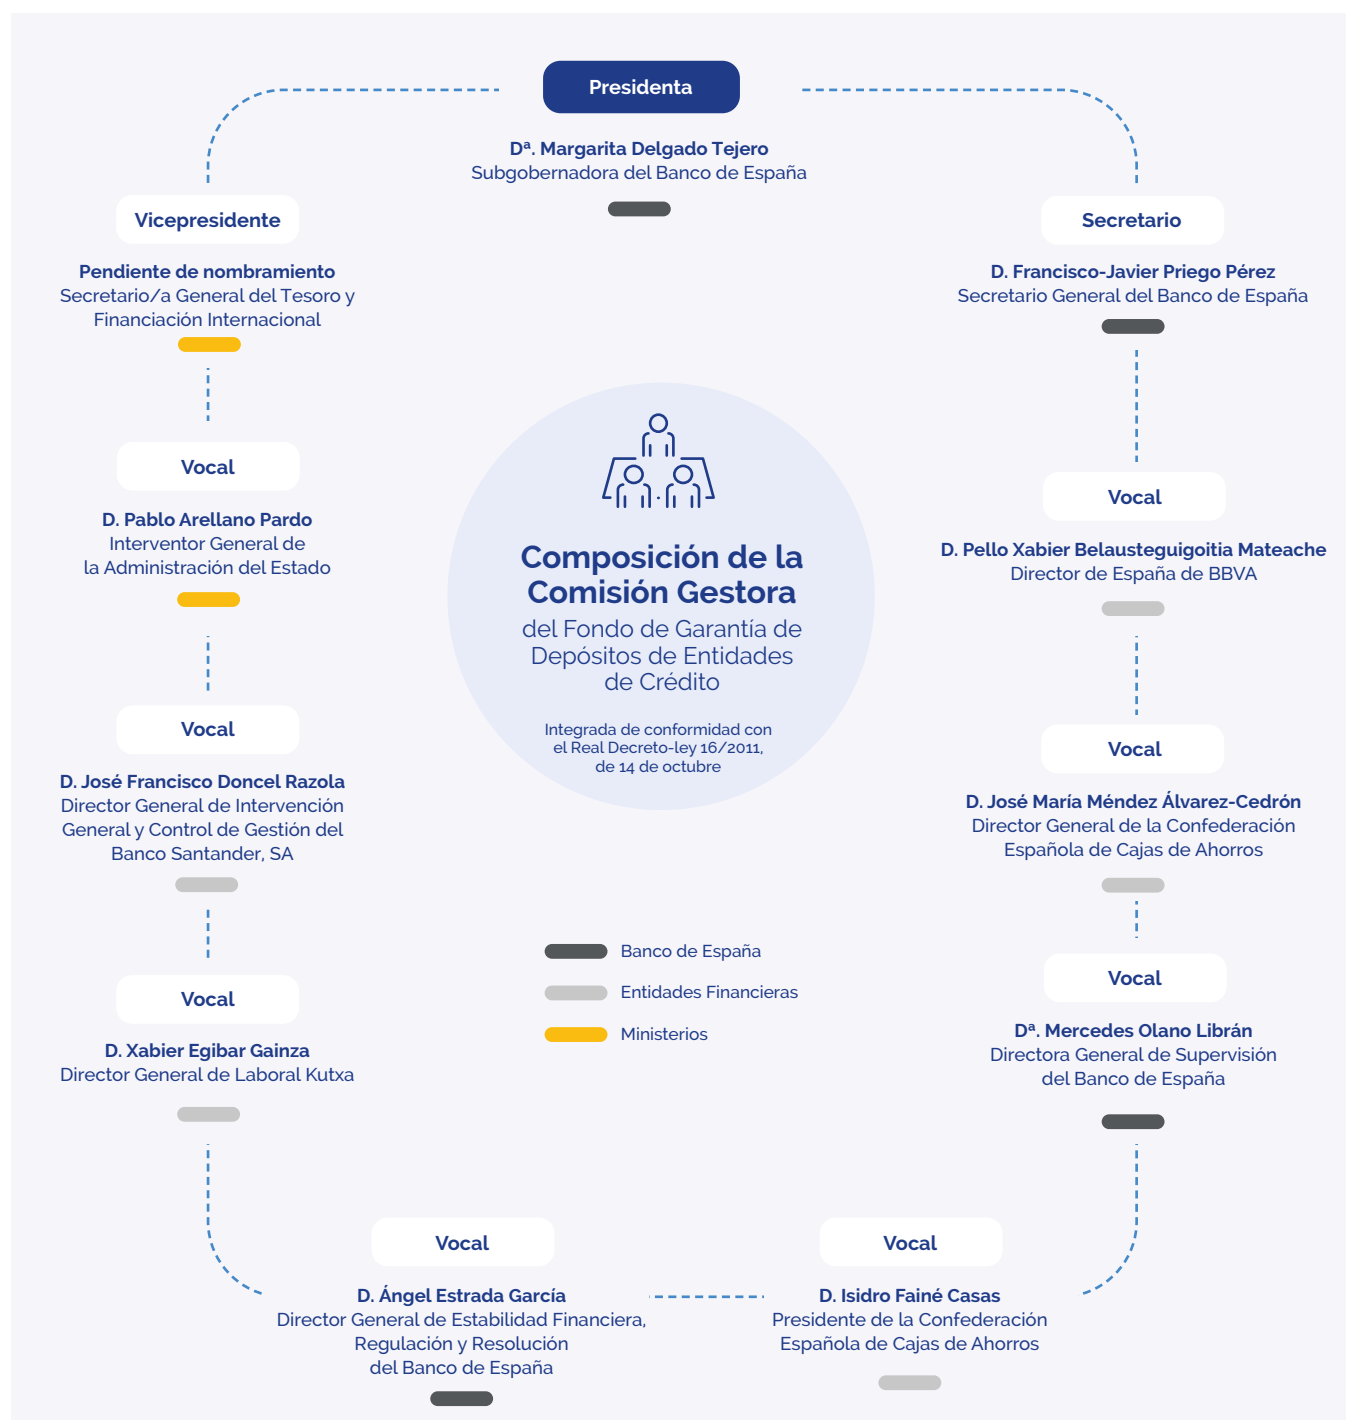 Presidenta
Dª. Margarita Delgado Tejero
Subgobernadora del Banco de España
Vicepresidente
Pendiente de nombramiento
Secretario/a General del Tesoro y
Financiación Internacional
Secretario
D. Francisco-Javier Priego Pérez
Secretario General del Banco de España
Vocal
D. Pablo Arellano Pardo
Interventor General de
la Administración del Estado
Vocal
D. Pello Xabier Belausteguigoitia Mateache
Director de España de BBVA
Composición de la
Comisión Gestora
del Fondo de Garantía de
Depósitos de Entidades
de Crédito
Integrada de conformidad con
el Real Decreto-ley 16/2011,
de 14 de octubre
Vocal
D. José Francisco Doncel Razola
Director General de Intervención
General y Control de Gestión del
Banco Santander, SA
Vocal
D. José María Méndez Álvarez-Cedrón
Director General de la Confederación
Española de Cajas de Ahorros
Banco de España
Entidades Financieras
Ministerios
Vocal
D. Xabier Egibar Gainza
Director General de Laboral Kutxa
Vocal
Dª. Mercedes Olano Librán
Directora General de Supervisión
del Banco de España
Vocal
D. Ángel Estrada García
Director General de Estabilidad Financiera,
Regulación y Resolución
del Banco de España
Vocal
D. Isidro Fainé Casas
Presidente de la Confederación
Española de Cajas de Ahorros